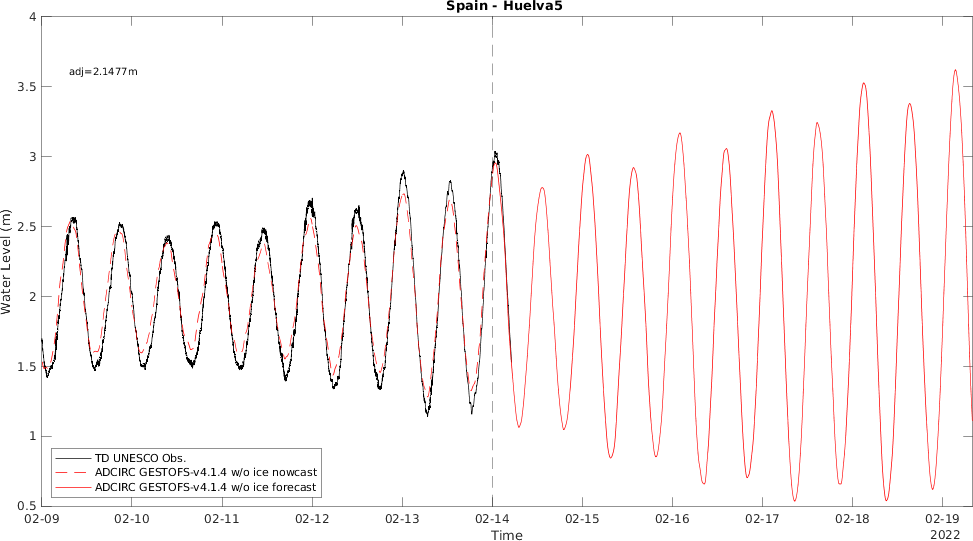 Spain - Huelva5
4
adj=2.1477m
3.5
3
2.5
Water Level (m)
2
1.5
1
TD UNESCO Obs.
ADCIRC GESTOFS-v4.1.4 w/o ice nowcast
ADCIRC GESTOFS-v4.1.4 w/o ice forecast
0.5
02-09 02-10 02-11 02-12 02-13 02-14 02-15 02-16 02-17 02-18 02-19
Time 2022